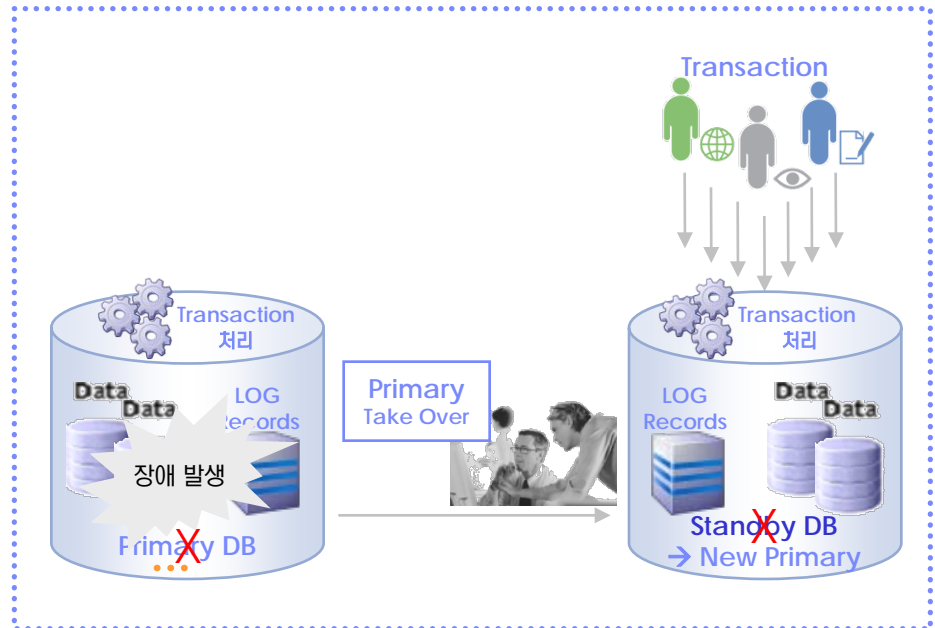 Transaction
Transaction
처리
Data
Data
LOG
Records
장애 발생
Primary DB
Primary
Take Over
Transaction
처리
LOG
Records
Data
Data
Standby DB
→ New Primary